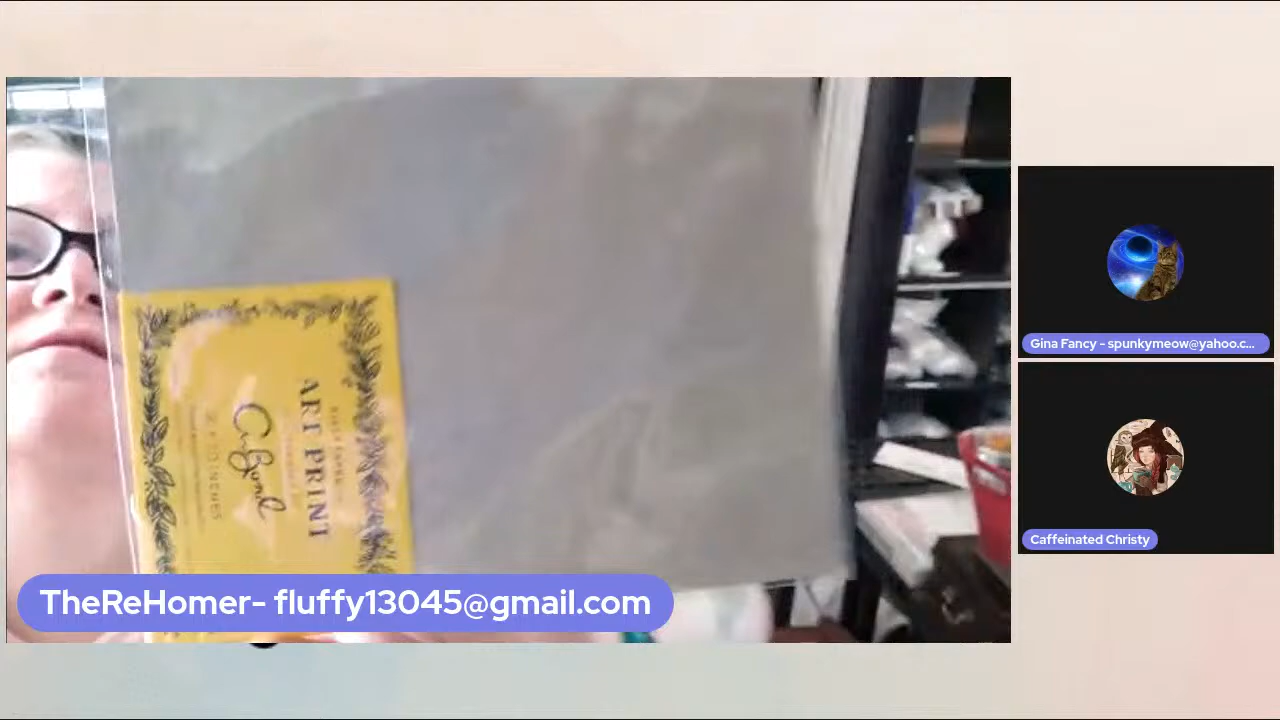 ART PRINT
TheReHomer- fluffy13045@gmail.com
Gina Fancy - spunkymeow@yahoo.c...
Caffeinated Christy